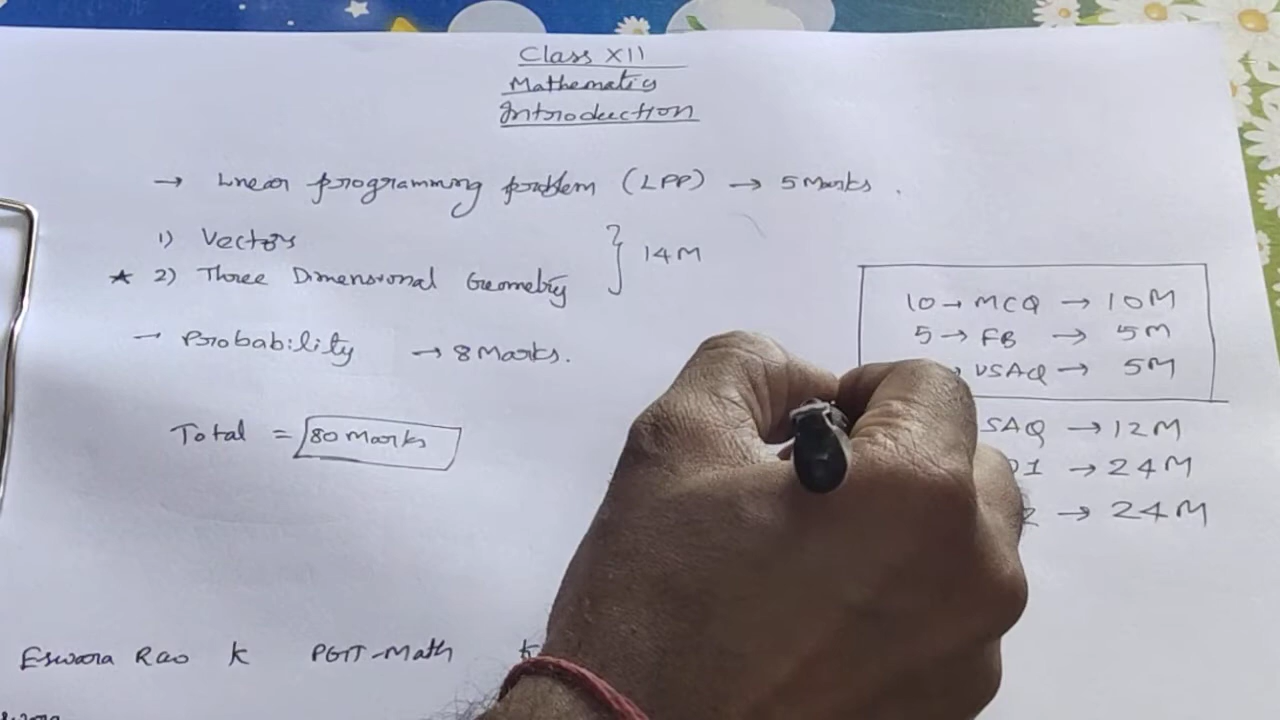 Class XII
Mathematics
Introduction
→ Linear programming problem (LPP) → 5 Marks.
1) Vectors
★ 2) Three Dimensional Geometry } 14M
→ Probability → 8 Marks.
Total = 80 Marks
10 → MCQ → 10M
5 → FB → 5M
VSAQ → 5M
SAQ → 12M
1 → 24M
2 → 24M
Eswara Rao K PGT-Math